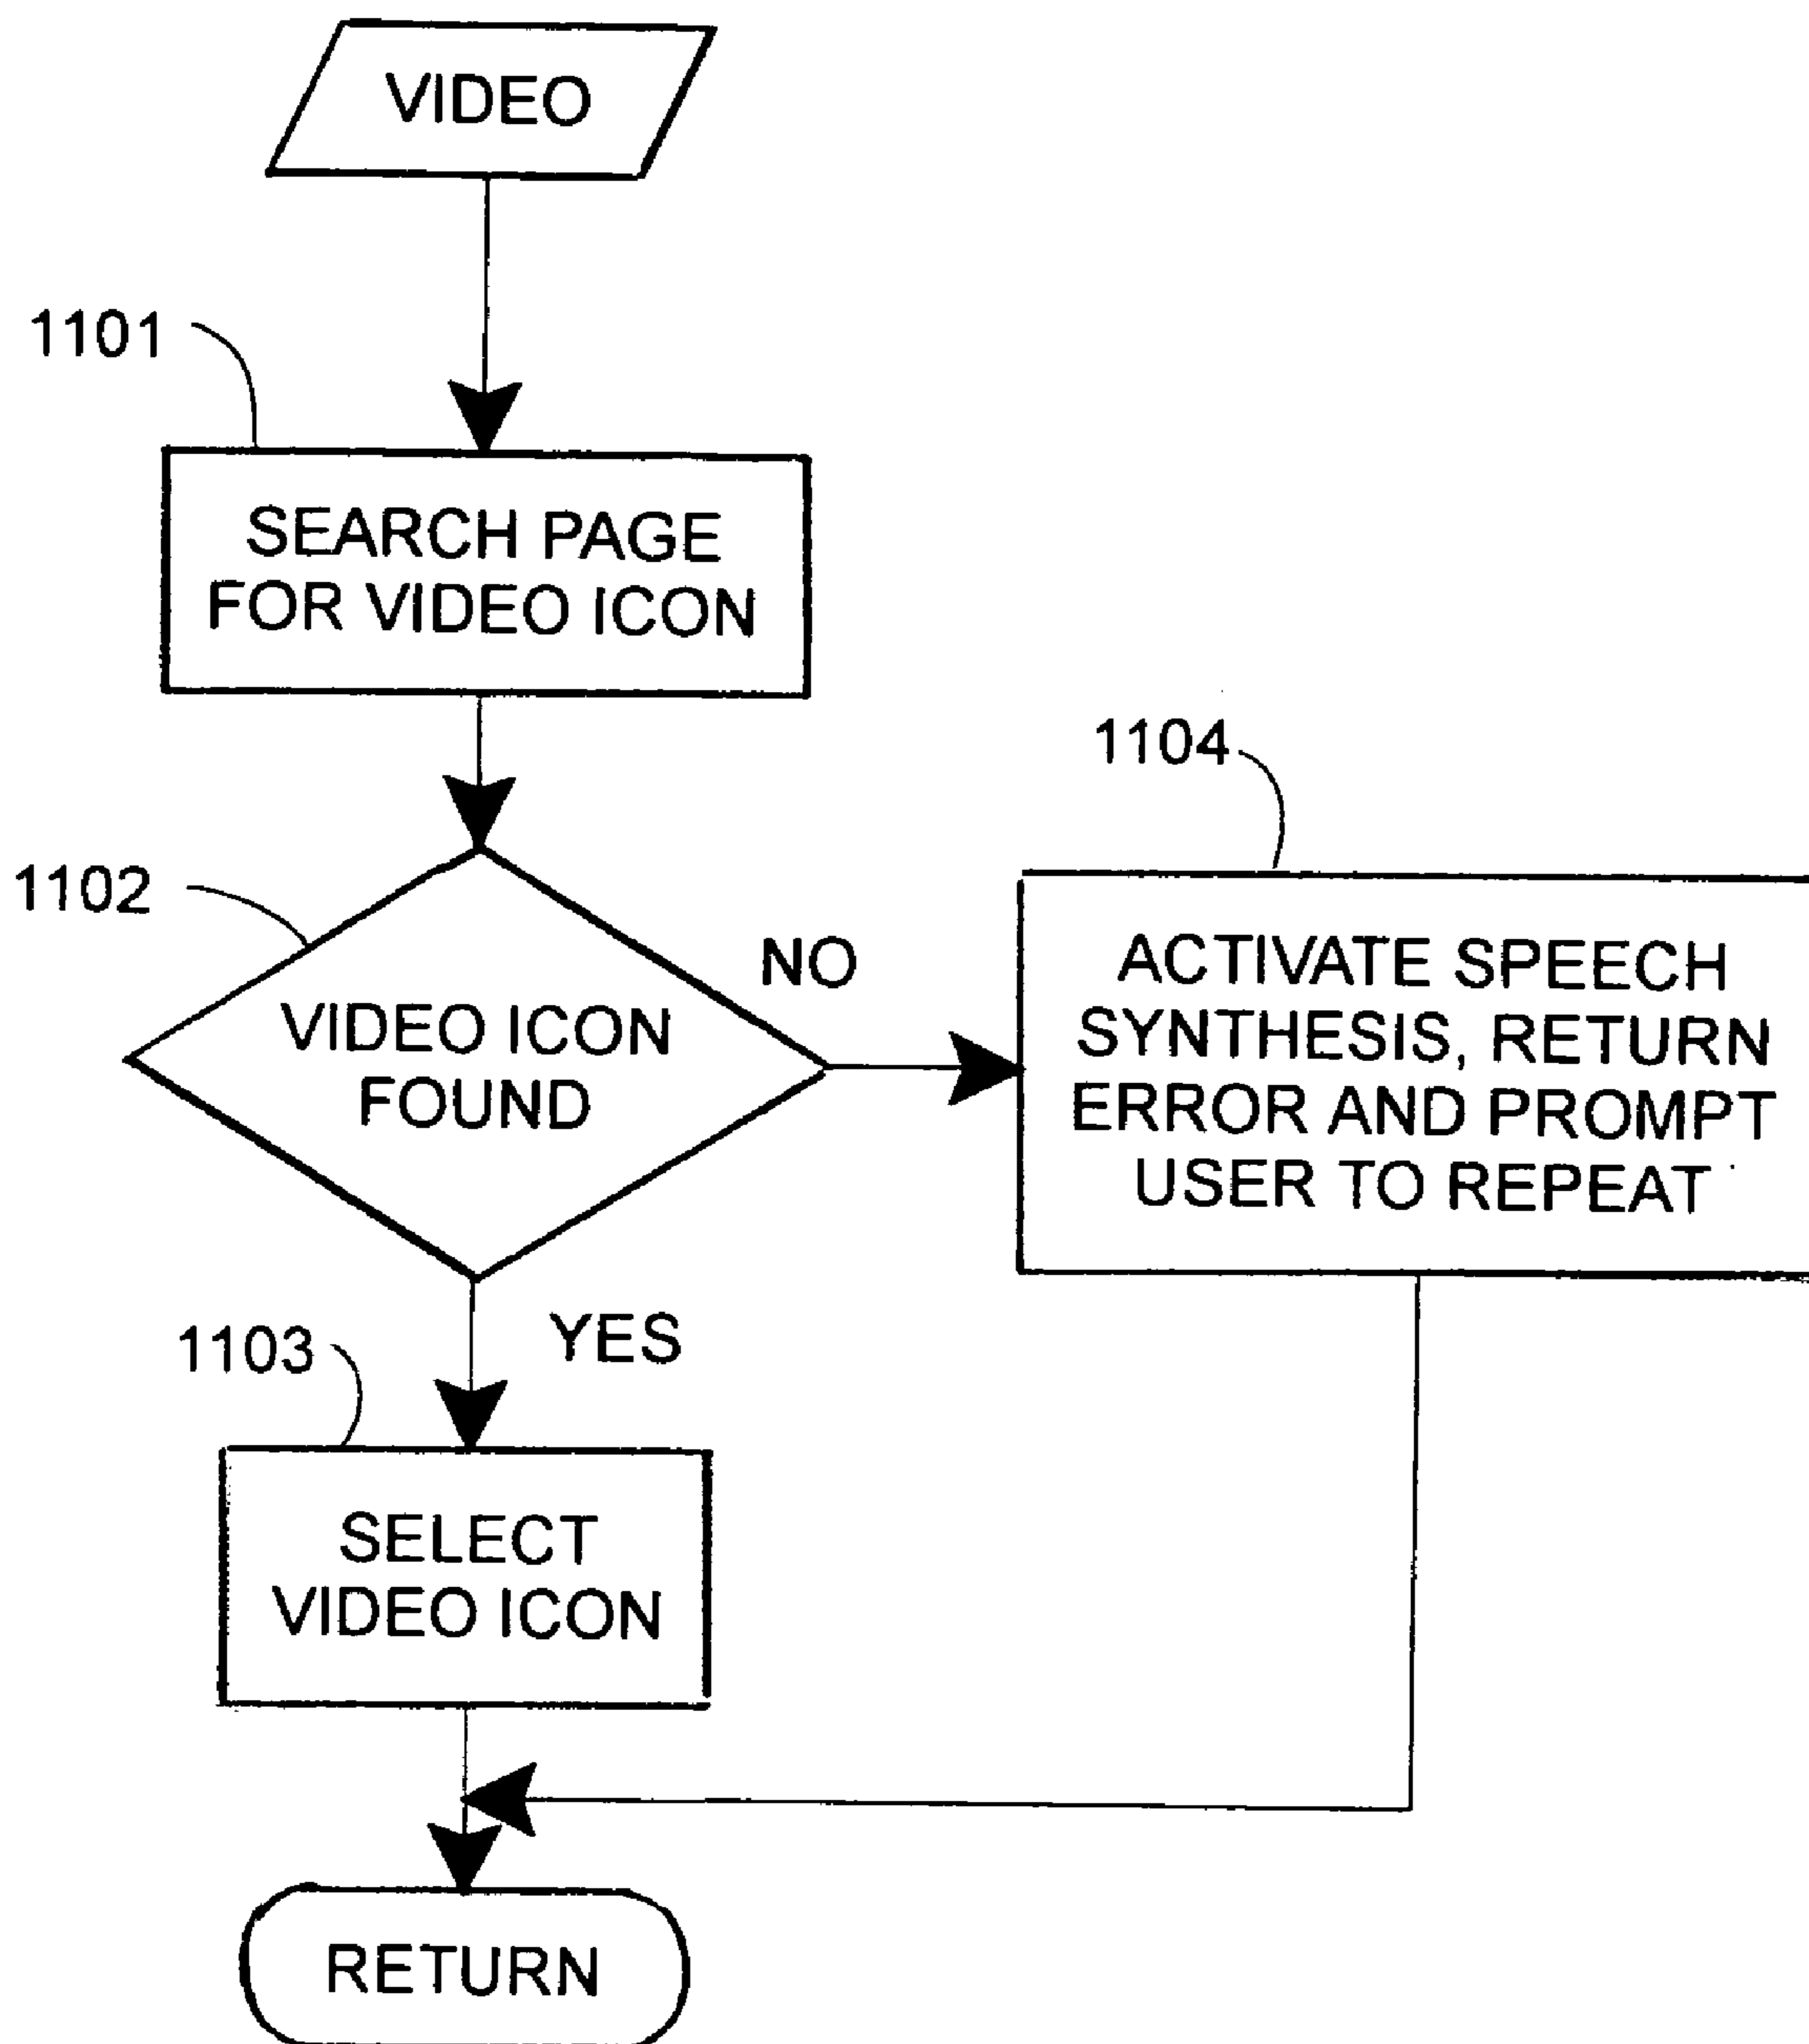 VIDEO
1101
SEARCH PAGE
FOR VIDEO ICON
1102
VIDEO ICON
FOUND
NO
1104
ACTIVATE SPEECH
SYNTHESIS, RETURN
ERROR AND PROMPT
USER TO REPEAT
YES
1103
SELECT
VIDEO ICON
RETURN